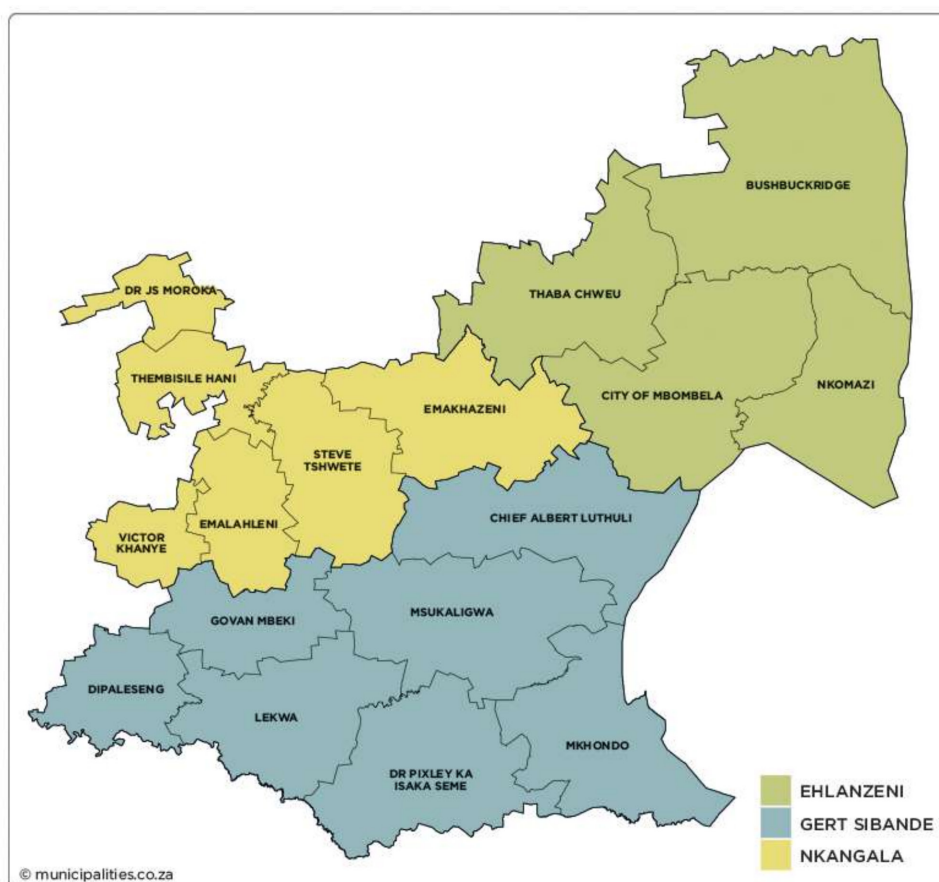 BUSHBUCKRIDGE
THABA CHWEU
DR JS MOROKA
THEMBISILE HANI
CITY OF MBOMBELA
NKOMAZI
EMAKHAZENI
STEVE
TSHWETE
CHIEF ALBERT LUTHULI
EMALAHLENI
VICTOR
KHANYE
GOVAN MBEKI
MSUKALIGWA
DIPALESENG
LEKWA
MKHONDO
DR PIXLEY KA
ISAKA SEME
EHLANZENI
GERT SIBANDE
NKANGALA
© municipalities.co.za